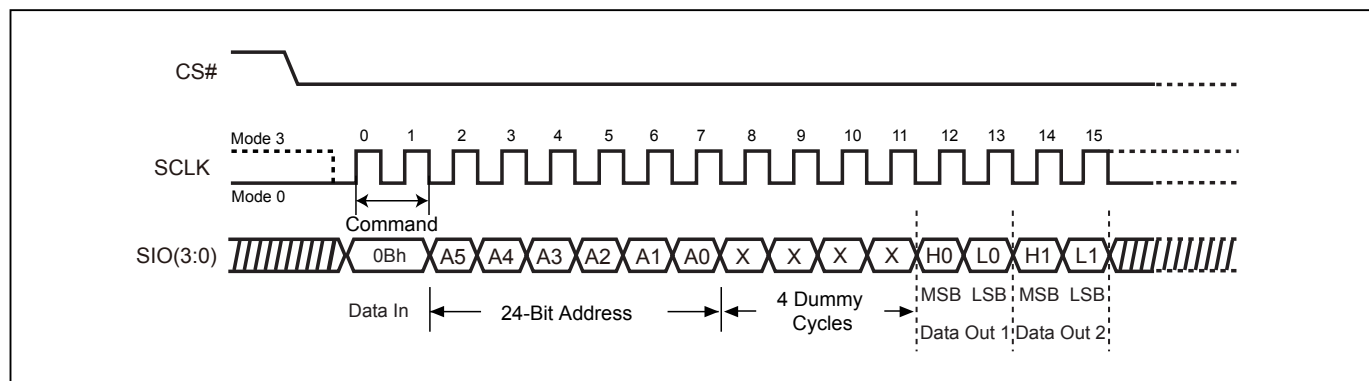 CS#
0 1 2 3 4 5 6 7 8 9 10 11 12 13 14 15
Mode 3
SCLK
Mode 0
Command
SIO(3:0) 0Bh A5 A4 A3 A2 A1 A0 X X X X H0 L0 H1 L1
MSB LSB MSB LSB
Data In 24-Bit Address 4 Dummy
Cycles
Data Out 1 Data Out 2